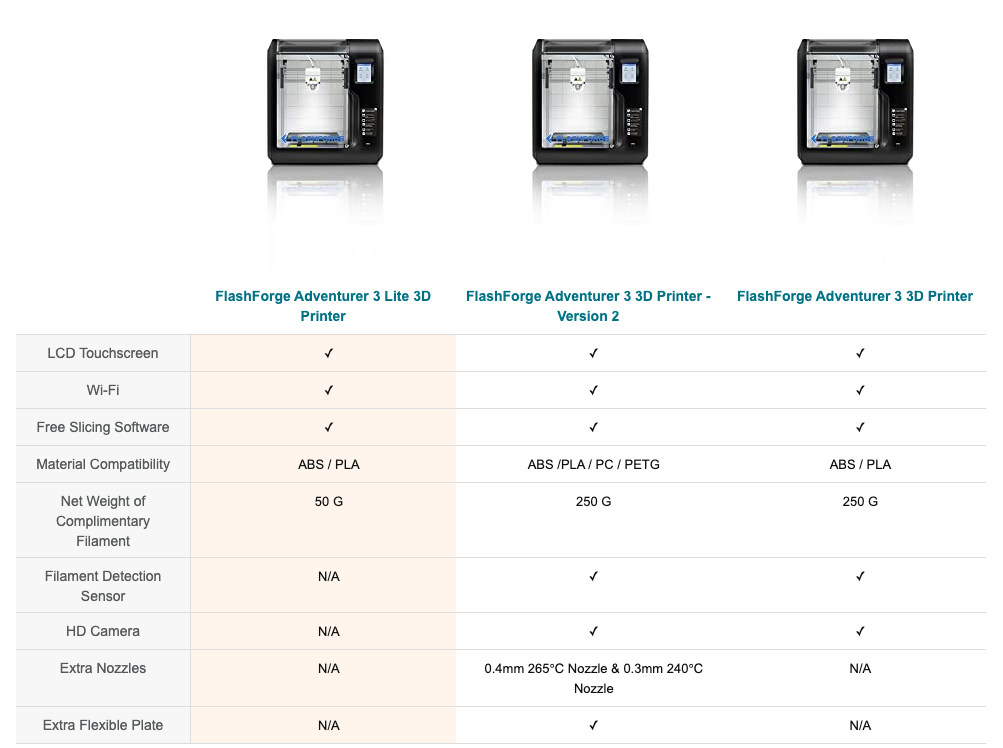 FLASHFORGE
FLASHFORGE
FLASHFORGE
FlashForge Adventurer 3 Lite 3D
Printer
FlashForge Adventurer 3 3D Printer -
Version 2
FlashForge Adventurer 3 3D Printer
LCD Touchscreen ✓ ✓ ✓
Wi-Fi ✓ ✓ ✓
Free Slicing Software ✓ ✓ ✓
Material Compatibility ABS / PLA ABS /PLA / PC / PETG ABS / PLA
Net Weight of
Complimentary
Filament
50 G 250 G 250 G
Filament Detection
Sensor
N/A ✓ ✓
HD Camera N/A ✓ ✓
Extra Nozzles N/A 0.4mm 265°C Nozzle & 0.3mm 240°C
Nozzle
N/A
Extra Flexible Plate N/A ✓ N/A